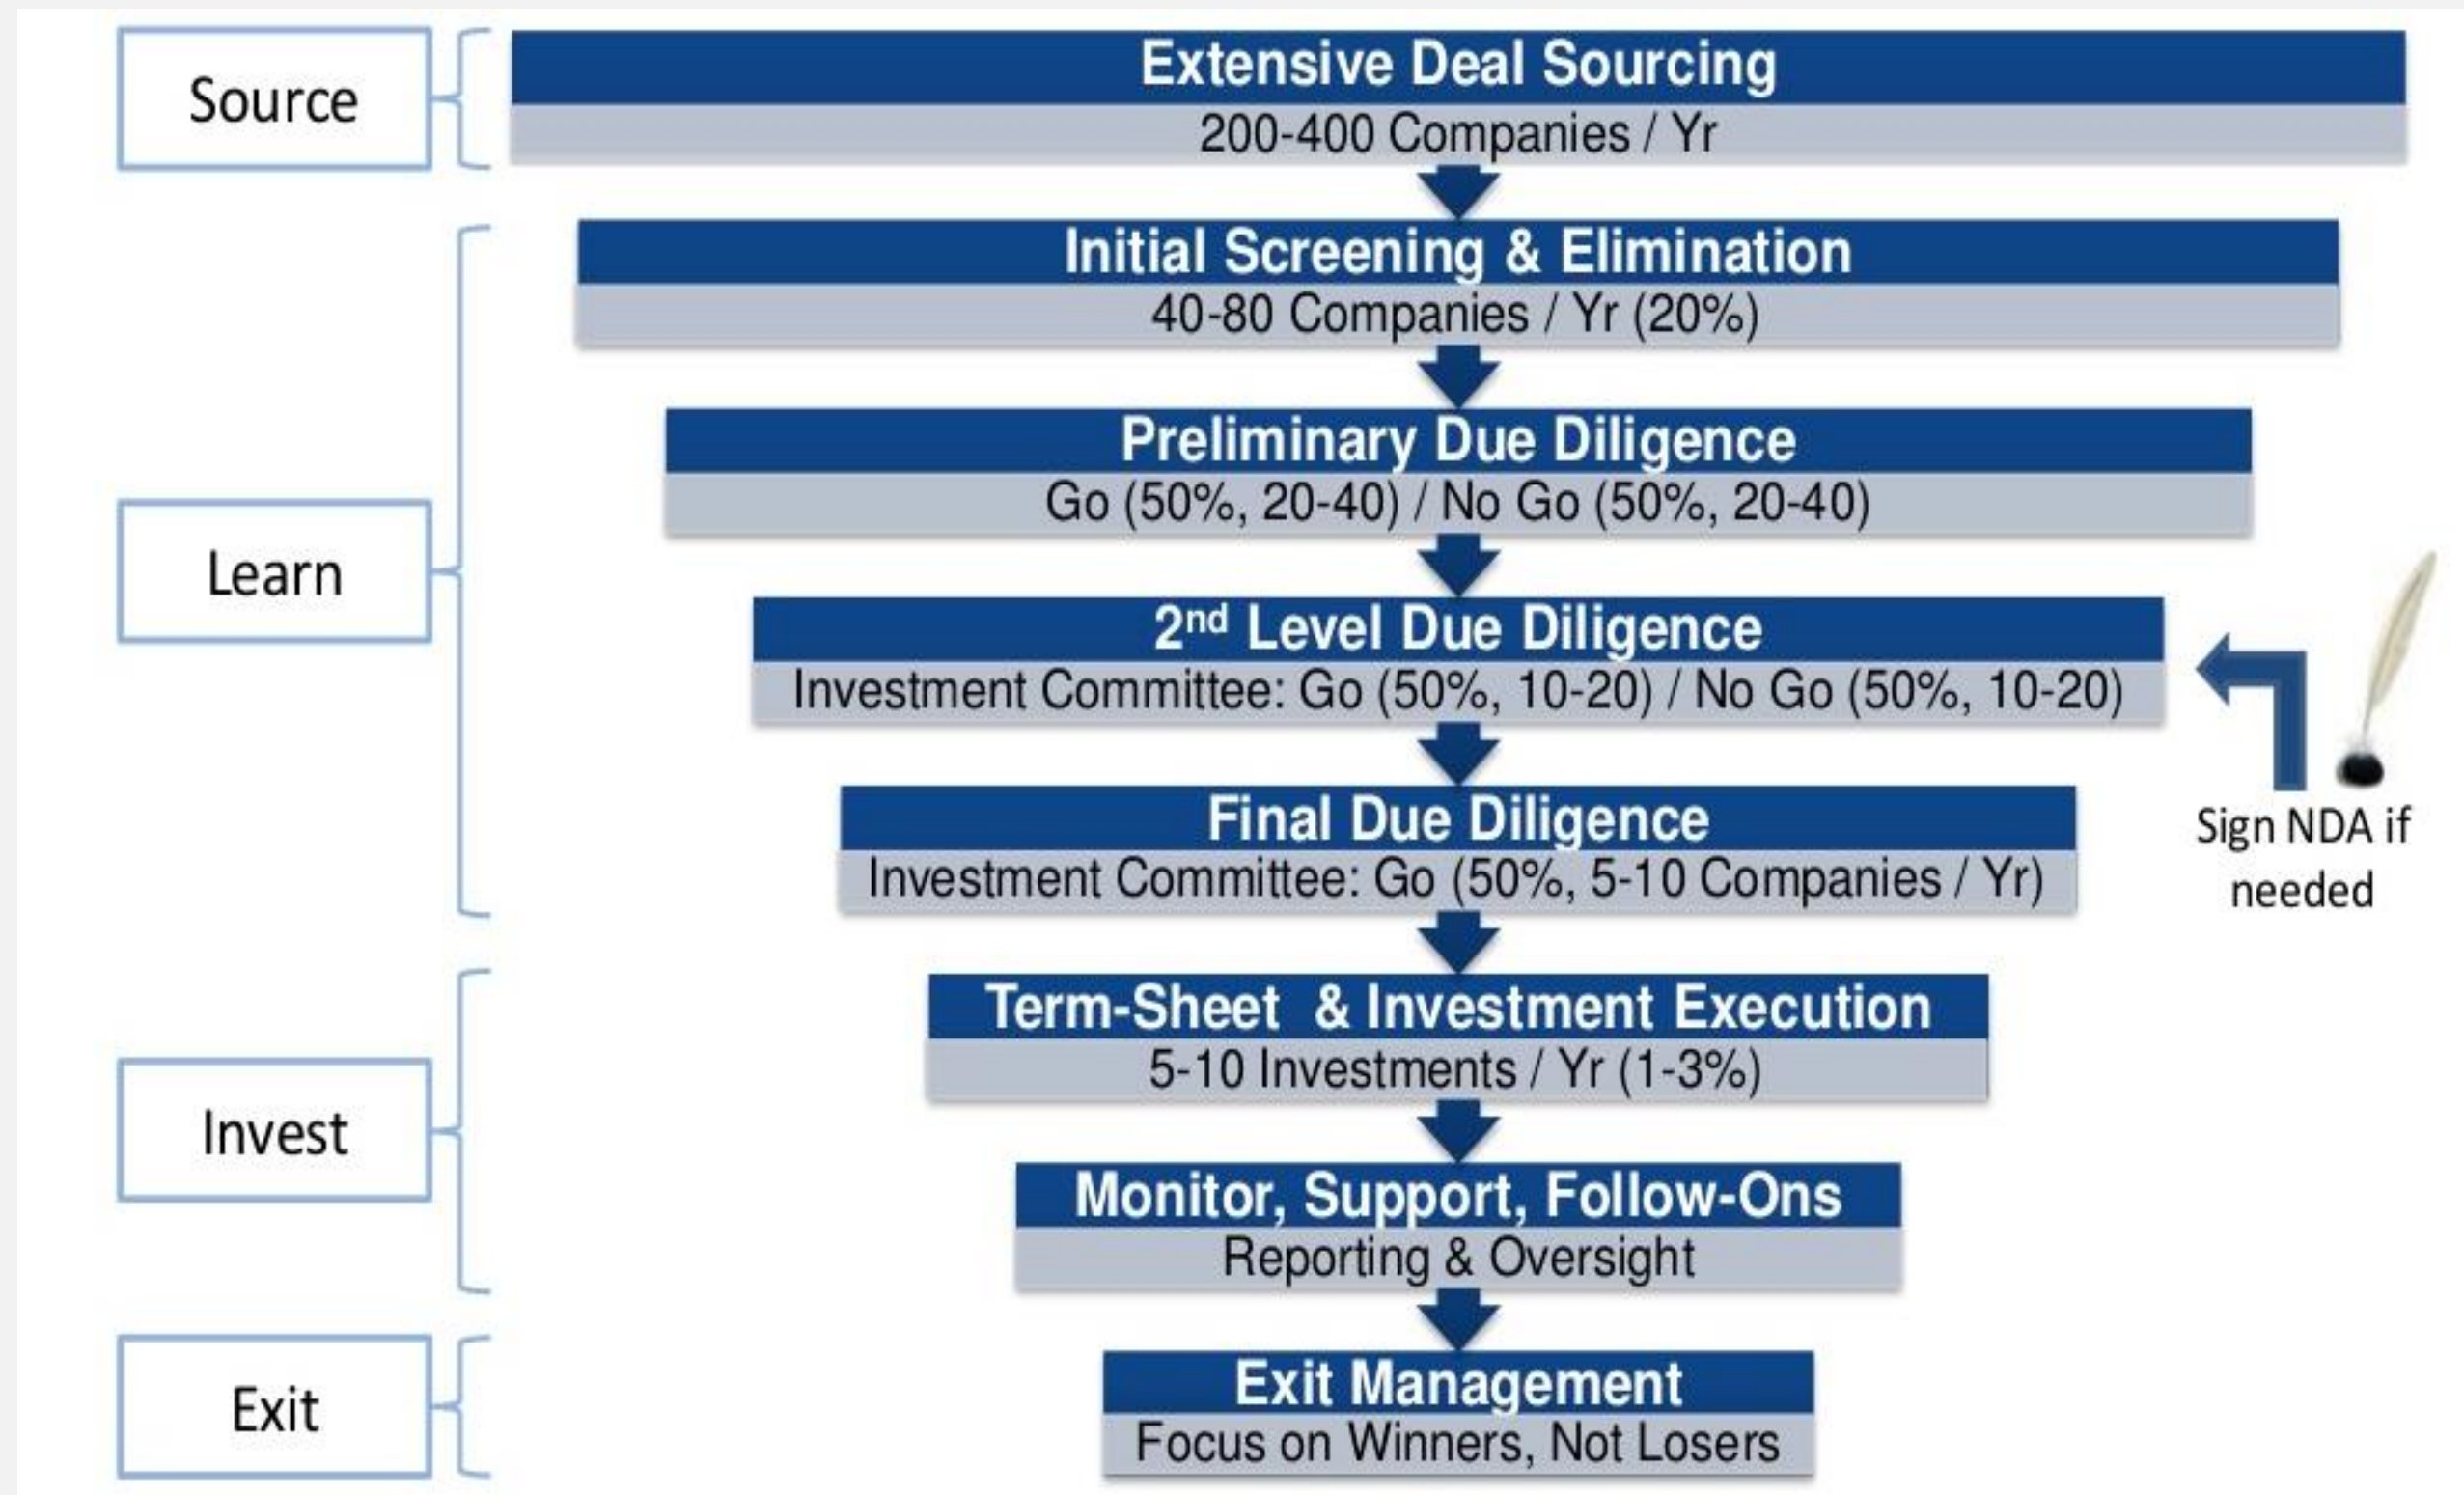 Source
Extensive Deal Sourcing
200-400 Companies / Yr
Learn
Initial Screening & Elimination
40-80 Companies / Yr (20%)
Preliminary Due Diligence
Go (50%, 20-40) / No Go (50%, 20-40)
2nd Level Due Diligence
Investment Committee: Go (50%, 10-20) / No Go (50%, 10-20)
Sign NDA if
needed
Final Due Diligence
Investment Committee: Go (50%, 5-10 Companies / Yr)
Invest
Term-Sheet & Investment Execution
5-10 Investments / Yr (1-3%)
Monitor, Support, Follow-Ons
Reporting & Oversight
Exit
Exit Management
Focus on Winners, Not Losers